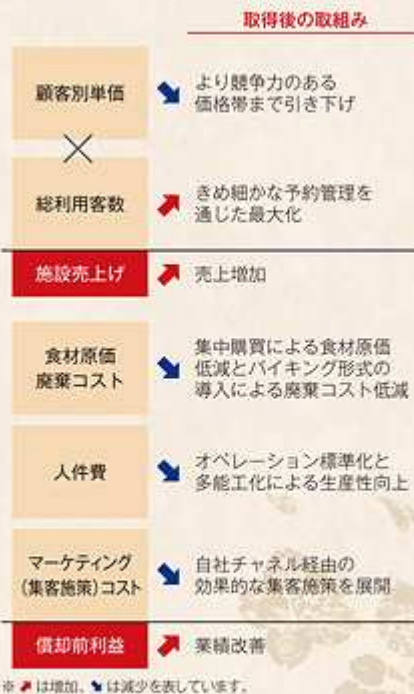 取得後の取組み
顧客別単価
より競争力のある
価格帯まで引き下げ
×
総利用客数
きめ細かな予約管理を
通じた最大化
施設売上げ
売上増加
食材原価
廃棄コスト
集中購買による食材原価
低減とバイキング形式の
導入による廃棄コスト低減
人件費
オペレーション標準化と
多能工化による生産性向上
マーケティング
(集客施策)コスト
自社チャネル経由の
効果的な集客施策を展開
償却前利益
業績改善
※ は増加、 は減少を表しています。